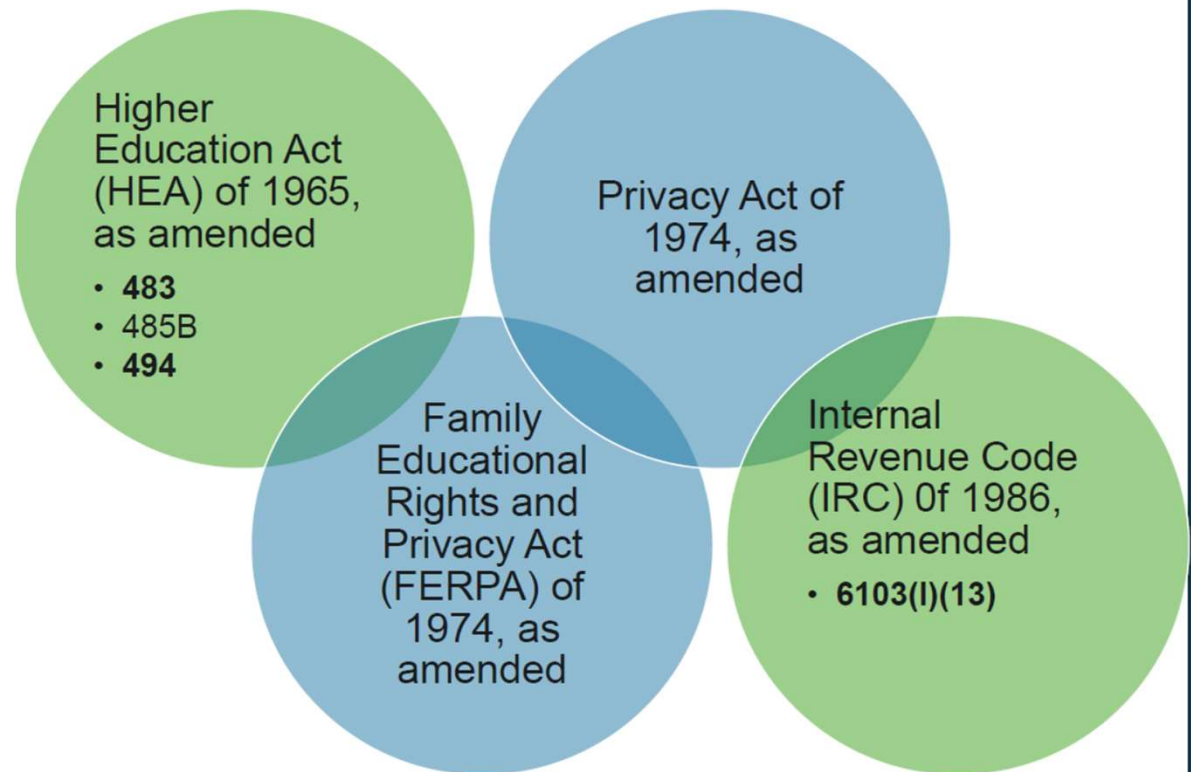 Higher
Education Act
(HEA) of 1965,
as amended
• 483
• 485B
• 494
Privacy Act of
1974, as
amended
Family
Educational
Rights and
Privacy Act
(FERPA) of
1974, as
amended
Internal
Revenue Code
(IRC) 0f 1986,
as amended
• 6103(l)(13)